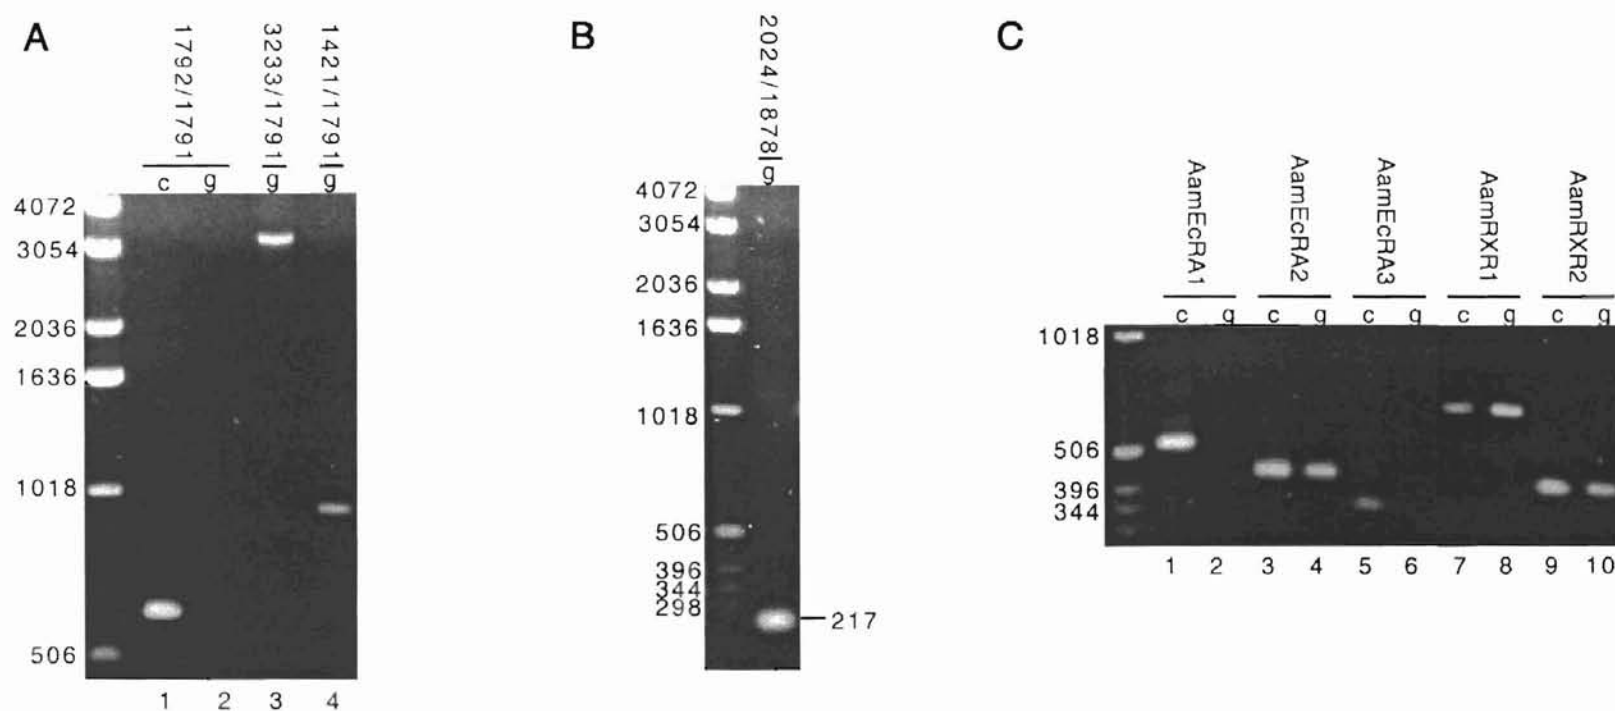 A
1792/1791
3233/1791
1421/1791
c g g g
4072
3054
2036
1636
1018
506
1 2 3 4
B
2024/1878
g
4072
3054
2036
1636
1018
506
396
344
298
217
C
AamEcRA1
AamEcRA2
AamEcRA3
AamRXR1
AamRXR2
c g c g c g c g c g
1018
506
396
344
1 2 3 4 5 6 7 8 9 10